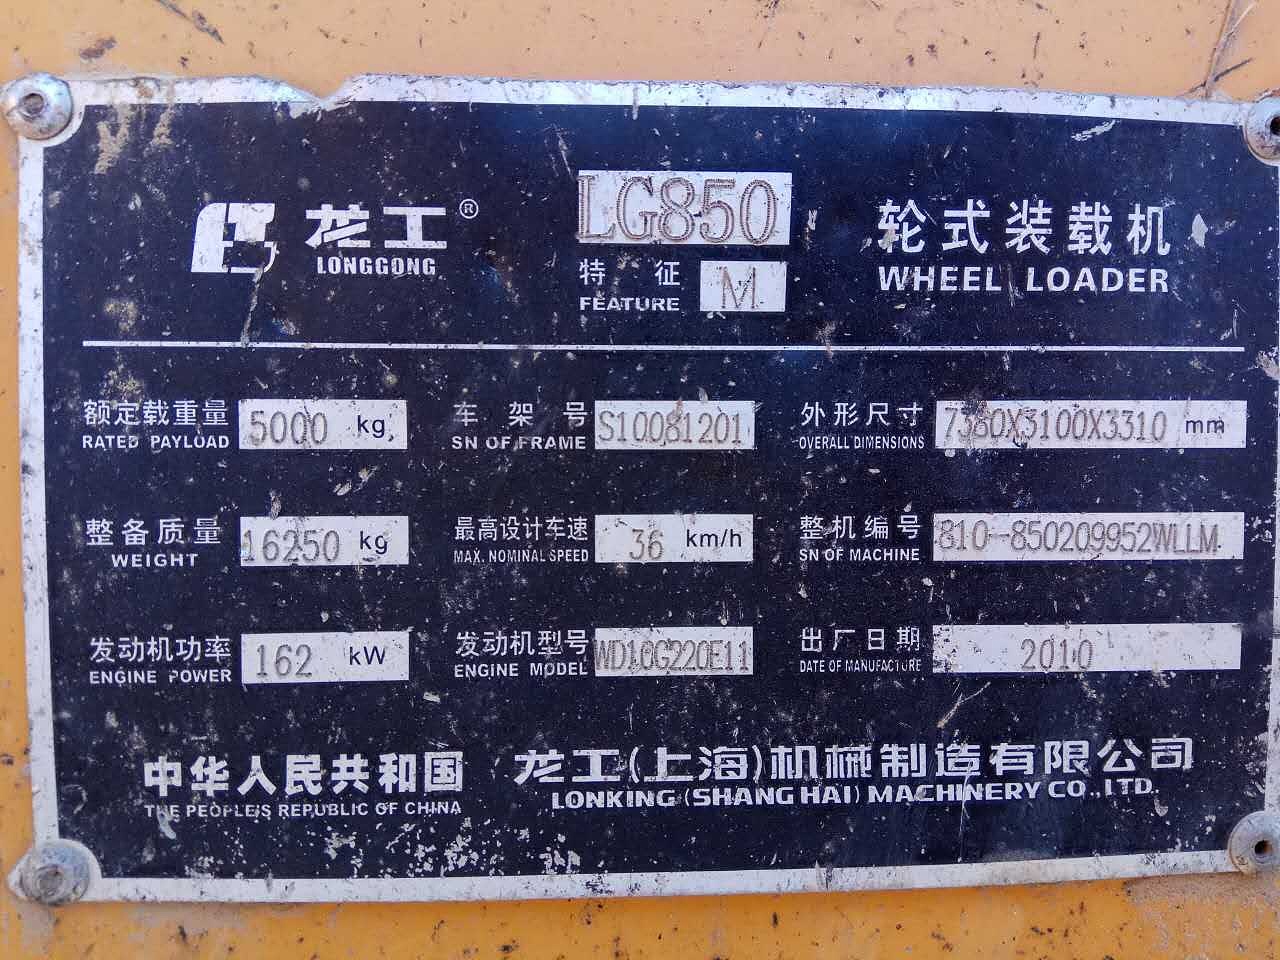 龙工®
LONGGONG
LG850
特征
FEATURE
M
轮式装载机
WHEEL LOADER
额定载重量
RATED PAYLOAD
5000 kg
车架号
SN OF FRAME
S10081201
外形尺寸
OVERALL DIMENSIONS
7380X3100X3310 mm
整备质量
WEIGHT
16250 kg
最高设计车速
MAX. NOMINAL SPEED
36 km/h
整机编号
SN OF MACHINE
810-850209952WLLM
发动机功率
ENGINE POWER
162 kW
发动机型号
ENGINE MODEL
WD10G220E11
出厂日期
DATE OF MANUFACTURE
2010
中华人民共和国
THE PEOPLE'S REPUBLIC OF CHINA
龙工(上海)机械制造有限公司
LONKING (SHANG HAI) MACHINERY CO.,LTD.